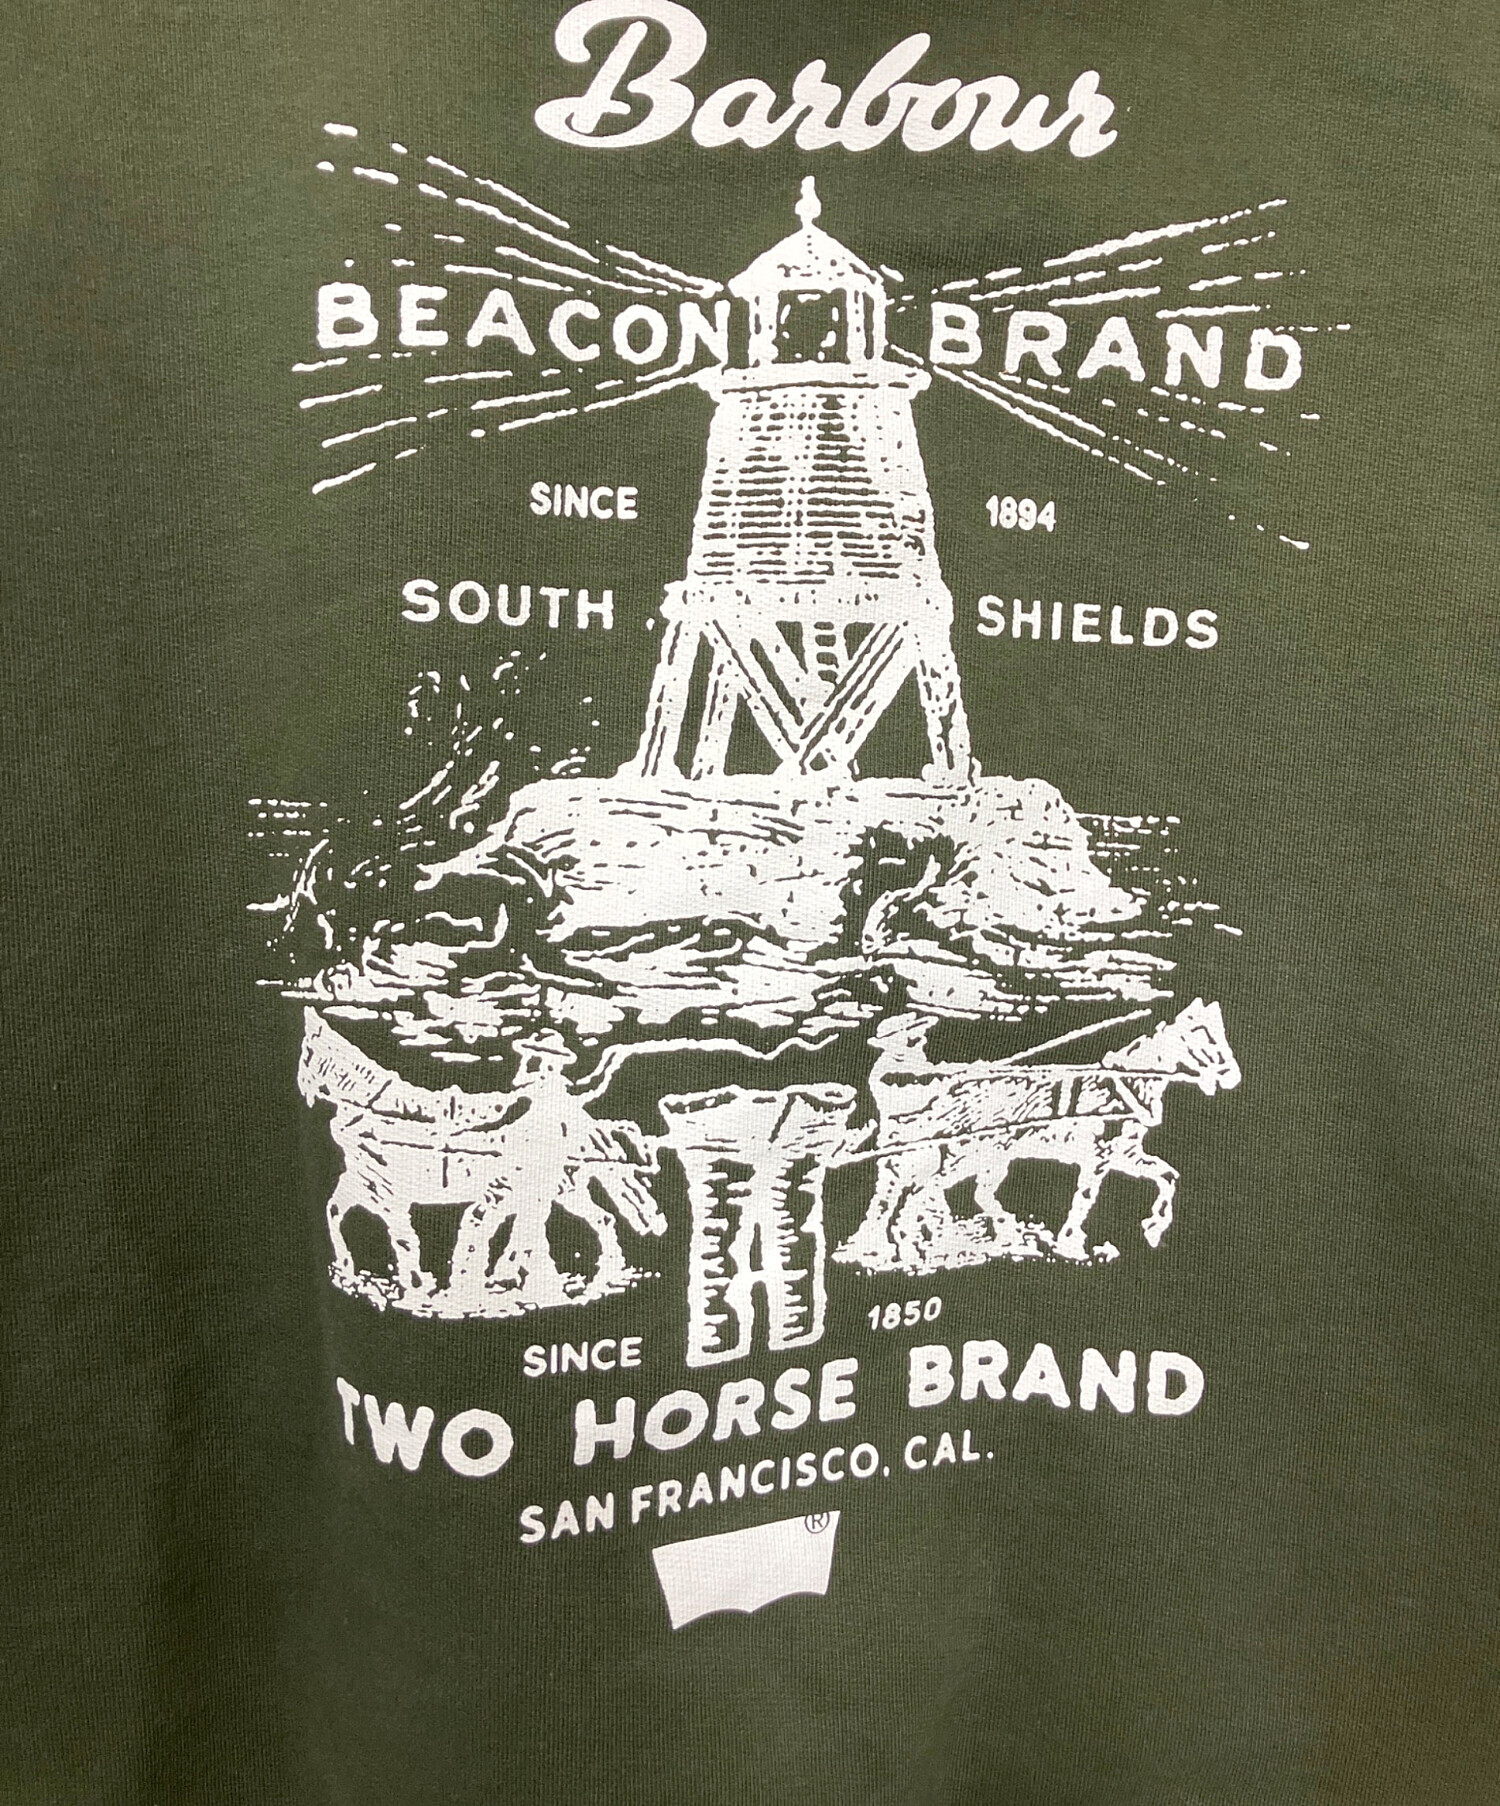 Barbour
BEACON BRAND
SINCE 1894
SOUTH SHIELDS
SINCE 1850
TWO HORSE BRAND
SAN FRANCISCO, CAL.
®